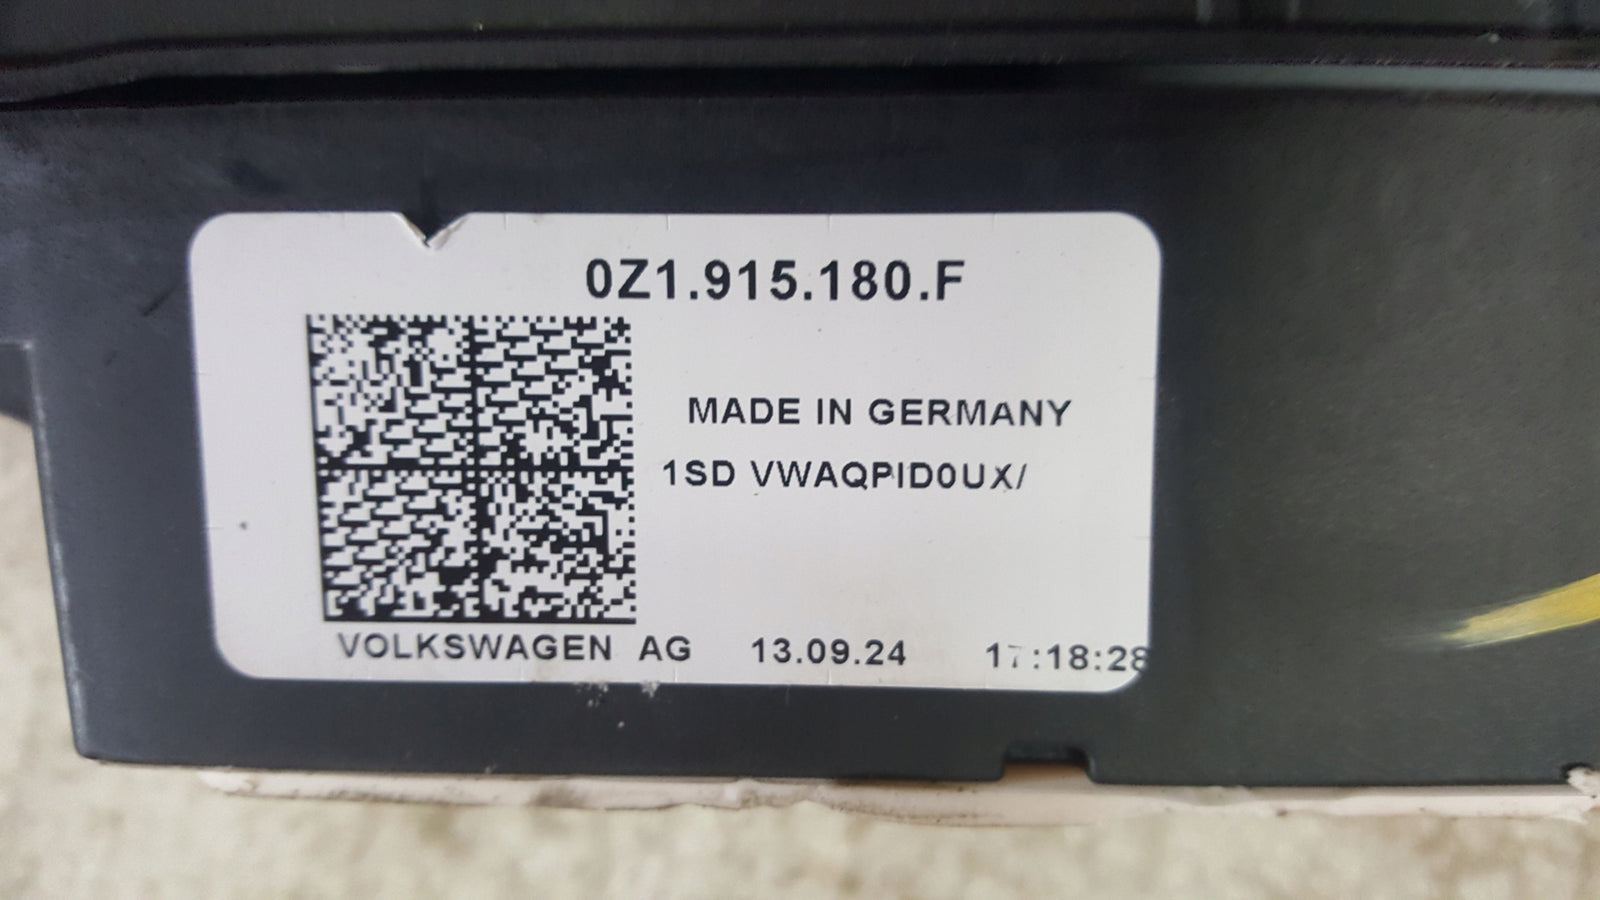 0Z1.915.180.F
MADE IN GERMANY
1SD VWAQPID0UX/
VOLKSWAGEN AG 13.09.24 17:18:28